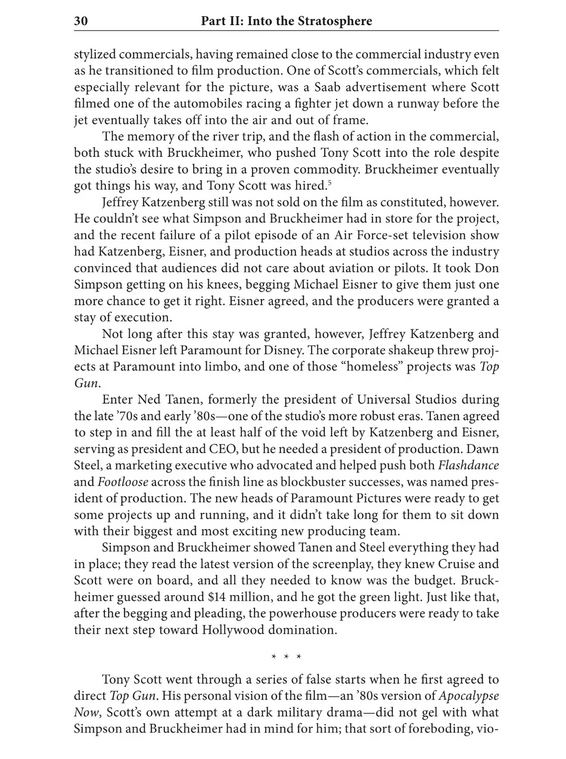 30 Part II: Into the Stratosphere
stylized commercials, having remained close to the commercial industry even
as he transitioned to film production. One of Scott’s commercials, which felt
especially relevant for the picture, was a Saab advertisement where Scott
filmed one of the automobiles racing a fighter jet down a runway before the
jet eventually takes off into the air and out of frame.
The memory of the river trip, and the flash of action in the commercial,
both stuck with Bruckheimer, who pushed Tony Scott into the role despite
the studio’s desire to bring in a proven commodity. Bruckheimer eventually
got things his way, and Tony Scott was hired.5
Jeffrey Katzenberg still was not sold on the film as constituted, however.
He couldn’t see what Simpson and Bruckheimer had in store for the project,
and the recent failure of a pilot episode of an Air Force-set television show
had Katzenberg, Eisner, and production heads at studios across the industry
convinced that audiences did not care about aviation or pilots. It took Don
Simpson getting on his knees, begging Michael Eisner to give them just one
more chance to get it right. Eisner agreed, and the producers were granted a
stay of execution.
Not long after this stay was granted, however, Jeffrey Katzenberg and
Michael Eisner left Paramount for Disney. The corporate shakeup threw proj-
ects at Paramount into limbo, and one of those “homeless” projects was Top
Gun.
Enter Ned Tanen, formerly the president of Universal Studios during
the late ’70s and early ’80s—one of the studio’s more robust eras. Tanen agreed
to step in and fill the at least half of the void left by Katzenberg and Eisner,
serving as president and CEO, but he needed a president of production. Dawn
Steel, a marketing executive who advocated and helped push both Flashdance
and Footloose across the finish line as blockbuster successes, was named pres-
ident of production. The new heads of Paramount Pictures were ready to get
some projects up and running, and it didn’t take long for them to sit down
with their biggest and most exciting new producing team.
Simpson and Bruckheimer showed Tanen and Steel everything they had
in place; they read the latest version of the screenplay, they knew Cruise and
Scott were on board, and all they needed to know was the budget. Bruck-
heimer guessed around $14 million, and he got the green light. Just like that,
after the begging and pleading, the powerhouse producers were ready to take
their next step toward Hollywood domination.
* * *
Tony Scott went through a series of false starts when he first agreed to
direct Top Gun. His personal vision of the film—an ’80s version of Apocalypse
Now, Scott’s own attempt at a dark military drama—did not gel with what
Simpson and Bruckheimer had in mind for him; that sort of foreboding, vio-